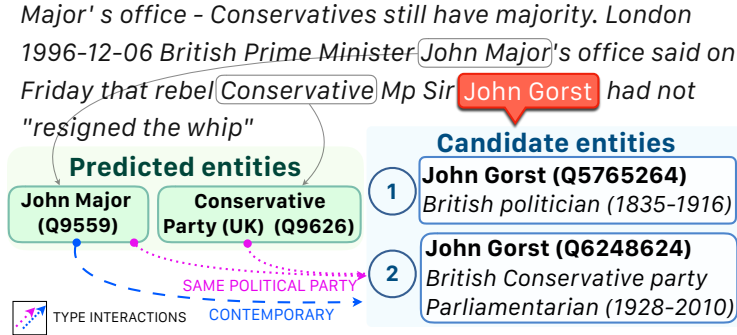 Major' s office - Conservatives still have majority. London
1996-12-06 British Prime Minister John Major's office said on
Friday that rebel Conservative Mp Sir John Gorst had not
"resigned the whip"
Predicted entities
John Major
(Q9559)
Conservative
Party (UK) (Q9626)
Candidate entities
1
John Gorst (Q5765264)
British politician (1835-1916)
2
John Gorst (Q6248624)
British Conservative party
Parliamentarian (1928-2010)
SAME POLITICAL PARTY
CONTEMPORARY
TYPE INTERACTIONS